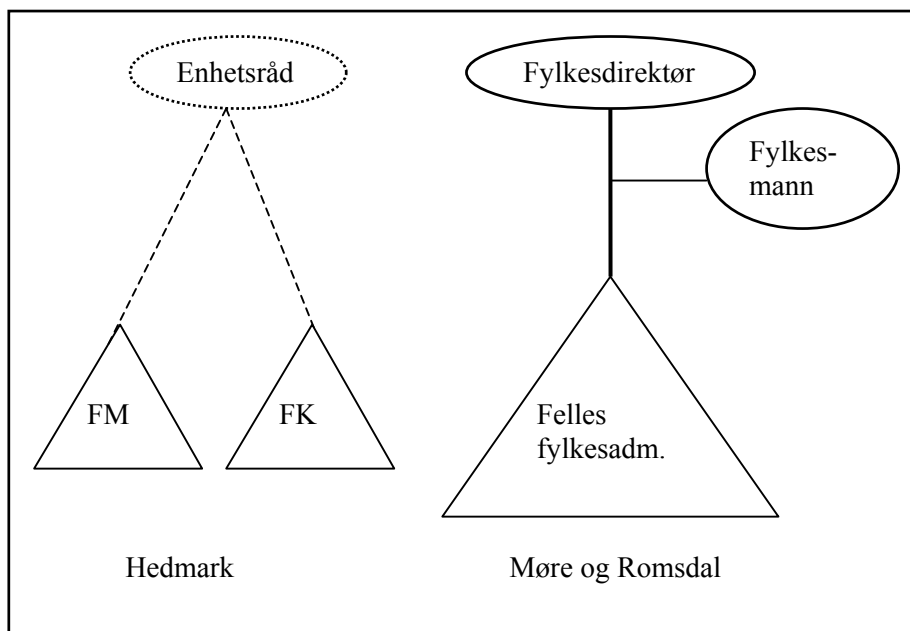 Enhetsråd
FM
FK
Hedmark
Fylkesdirektør
Fylkes-
mann
Felles
fylkesadm.
Møre og Romsdal